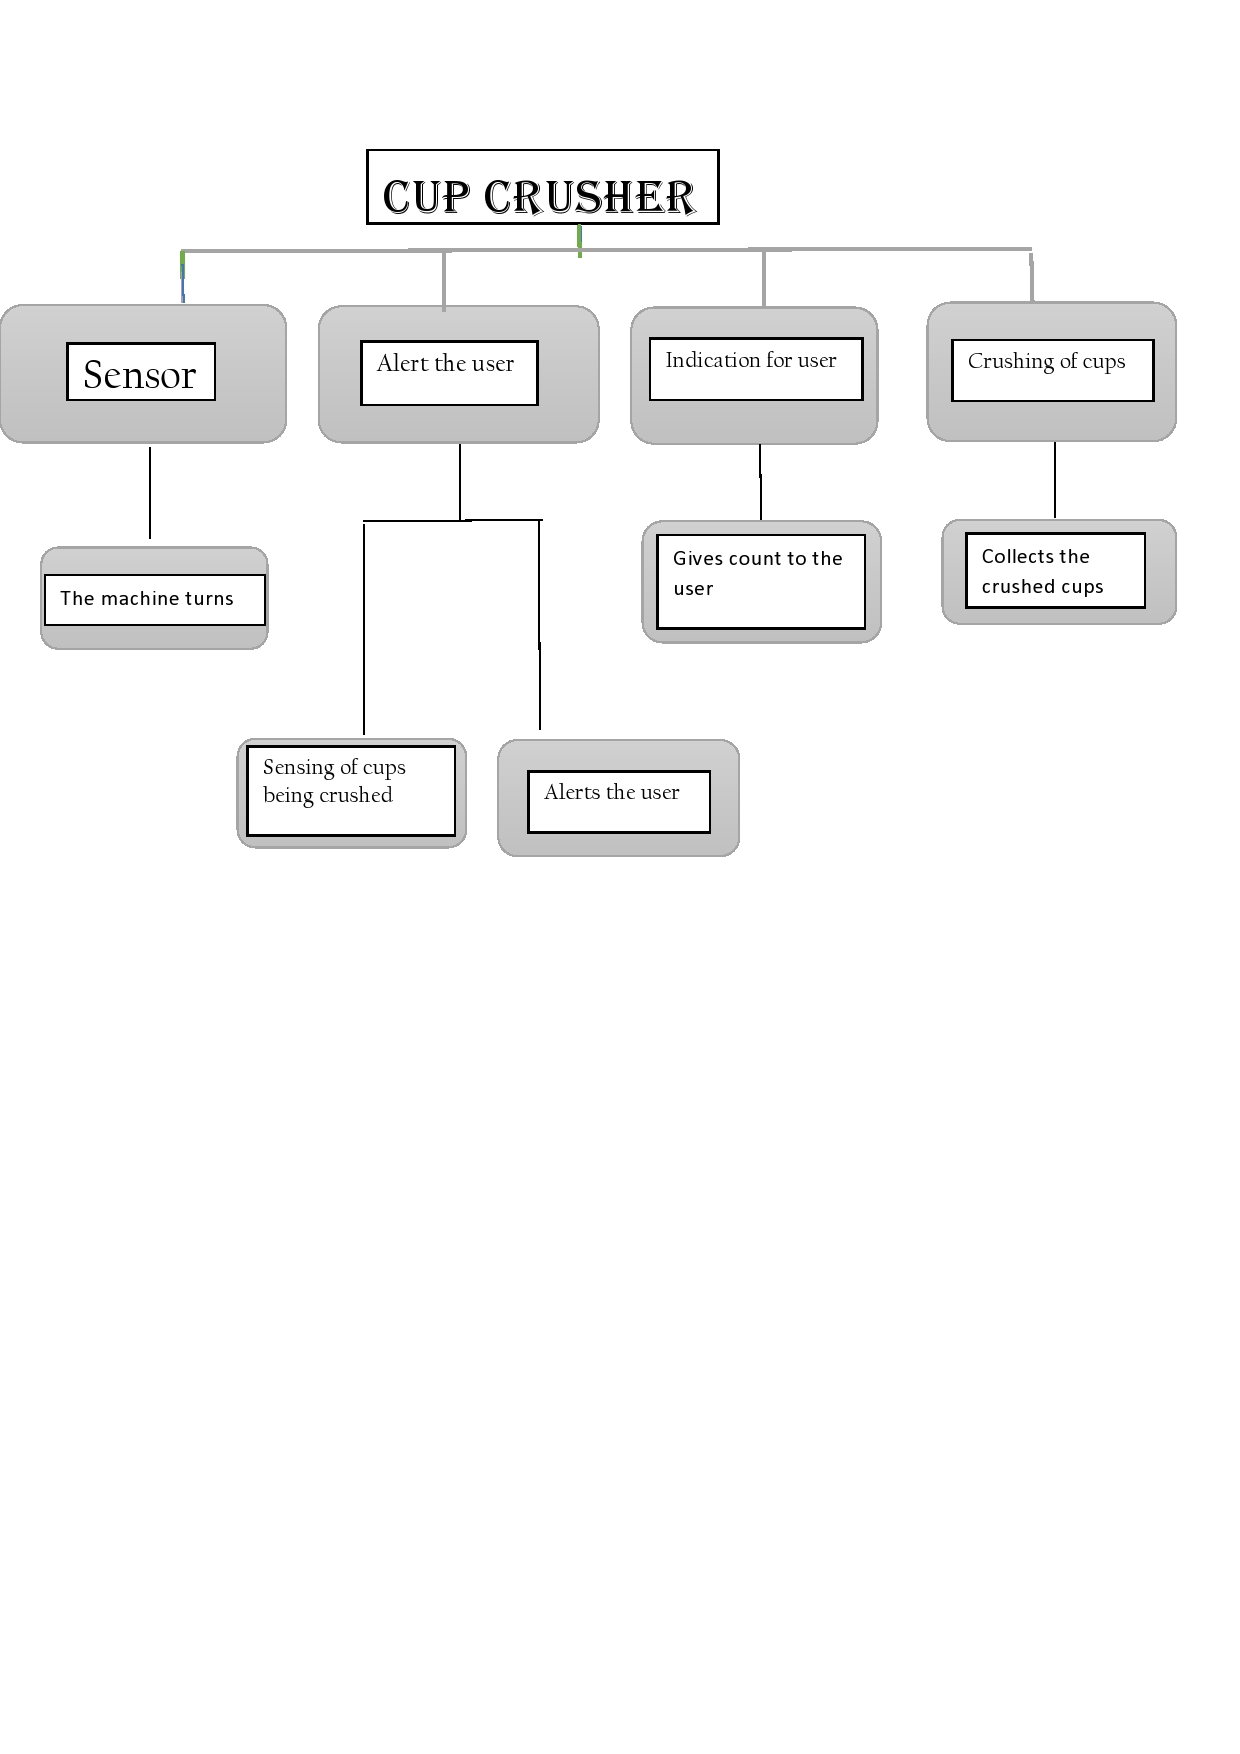 CUP CRUSHER
Sensor
Alert the user
Indication for user
Crushing of cups
The machine turns
Gives count to the
user
Collects the
crushed cups
Sensing of cups
being crushed
Alerts the user